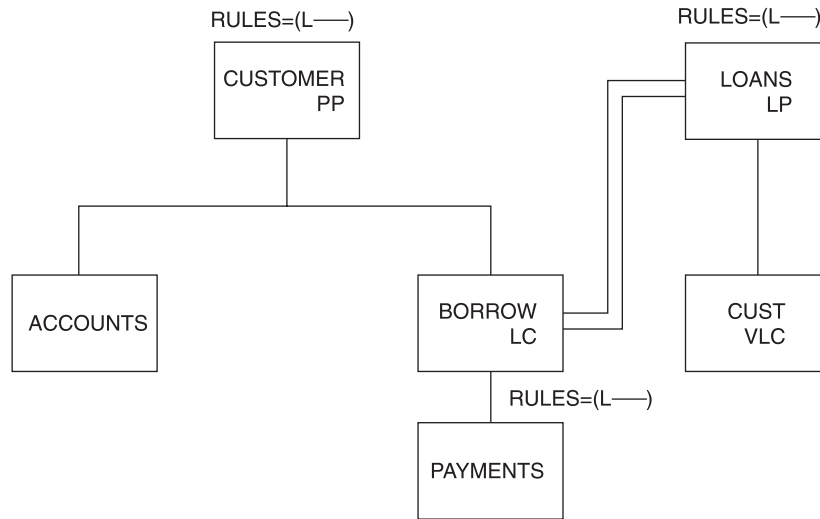 RULES=(L——)
RULES=(L——)
CUSTOMER
PP
LOANS
LP
ACCOUNTS
BORROW
LC
CUST
VLC
RULES=(L——)
PAYMENTS